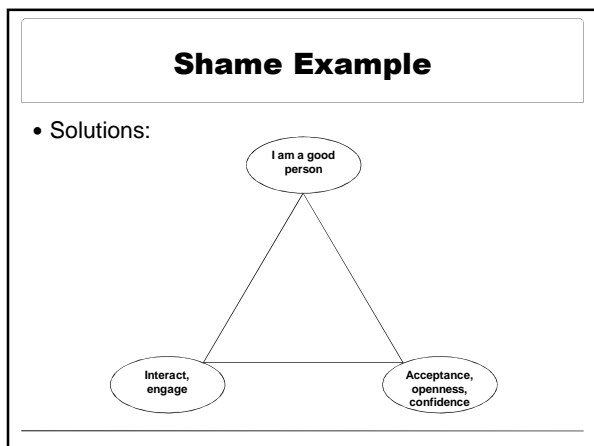 Shame Example
• Solutions:
I am a good
person
Interact,
engage
Acceptance,
openness,
confidence